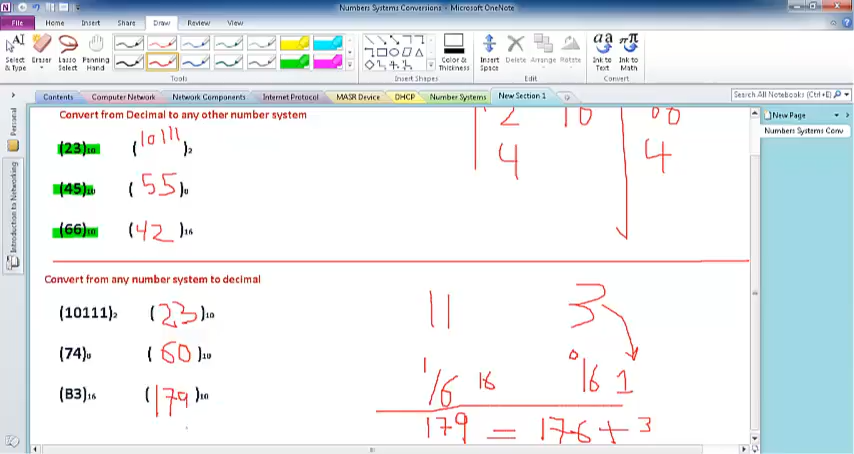 Numbers Systems Conversions - Microsoft OneNote
File Home Insert Share Draw Review View
Select & Type Eraser Lasso Select Panning Hand Color & Thickness Insert Space Delete Arrange Rotate Ink to Text Ink to Math
Tools Insert Shapes Edit Convert
Contents Computer Network Network Components Internet Protocol MASR Device DHCP Number Systems New Section 1 Search All Notebooks (Ctrl+E)
New Page
Numbers Systems Conv
Personal
Introduction to Networking
Convert from Decimal to any other number system
2 10
(23)10 (10111)2
4 4
(45)10 (55)8
(66)10 (42)16
Convert from any number system to decimal
11 3
(10111)2 (23)10
(74)8 (60)10
1 16 16 0 16 1
(B3)16 (179)10
179 = 176 + 3